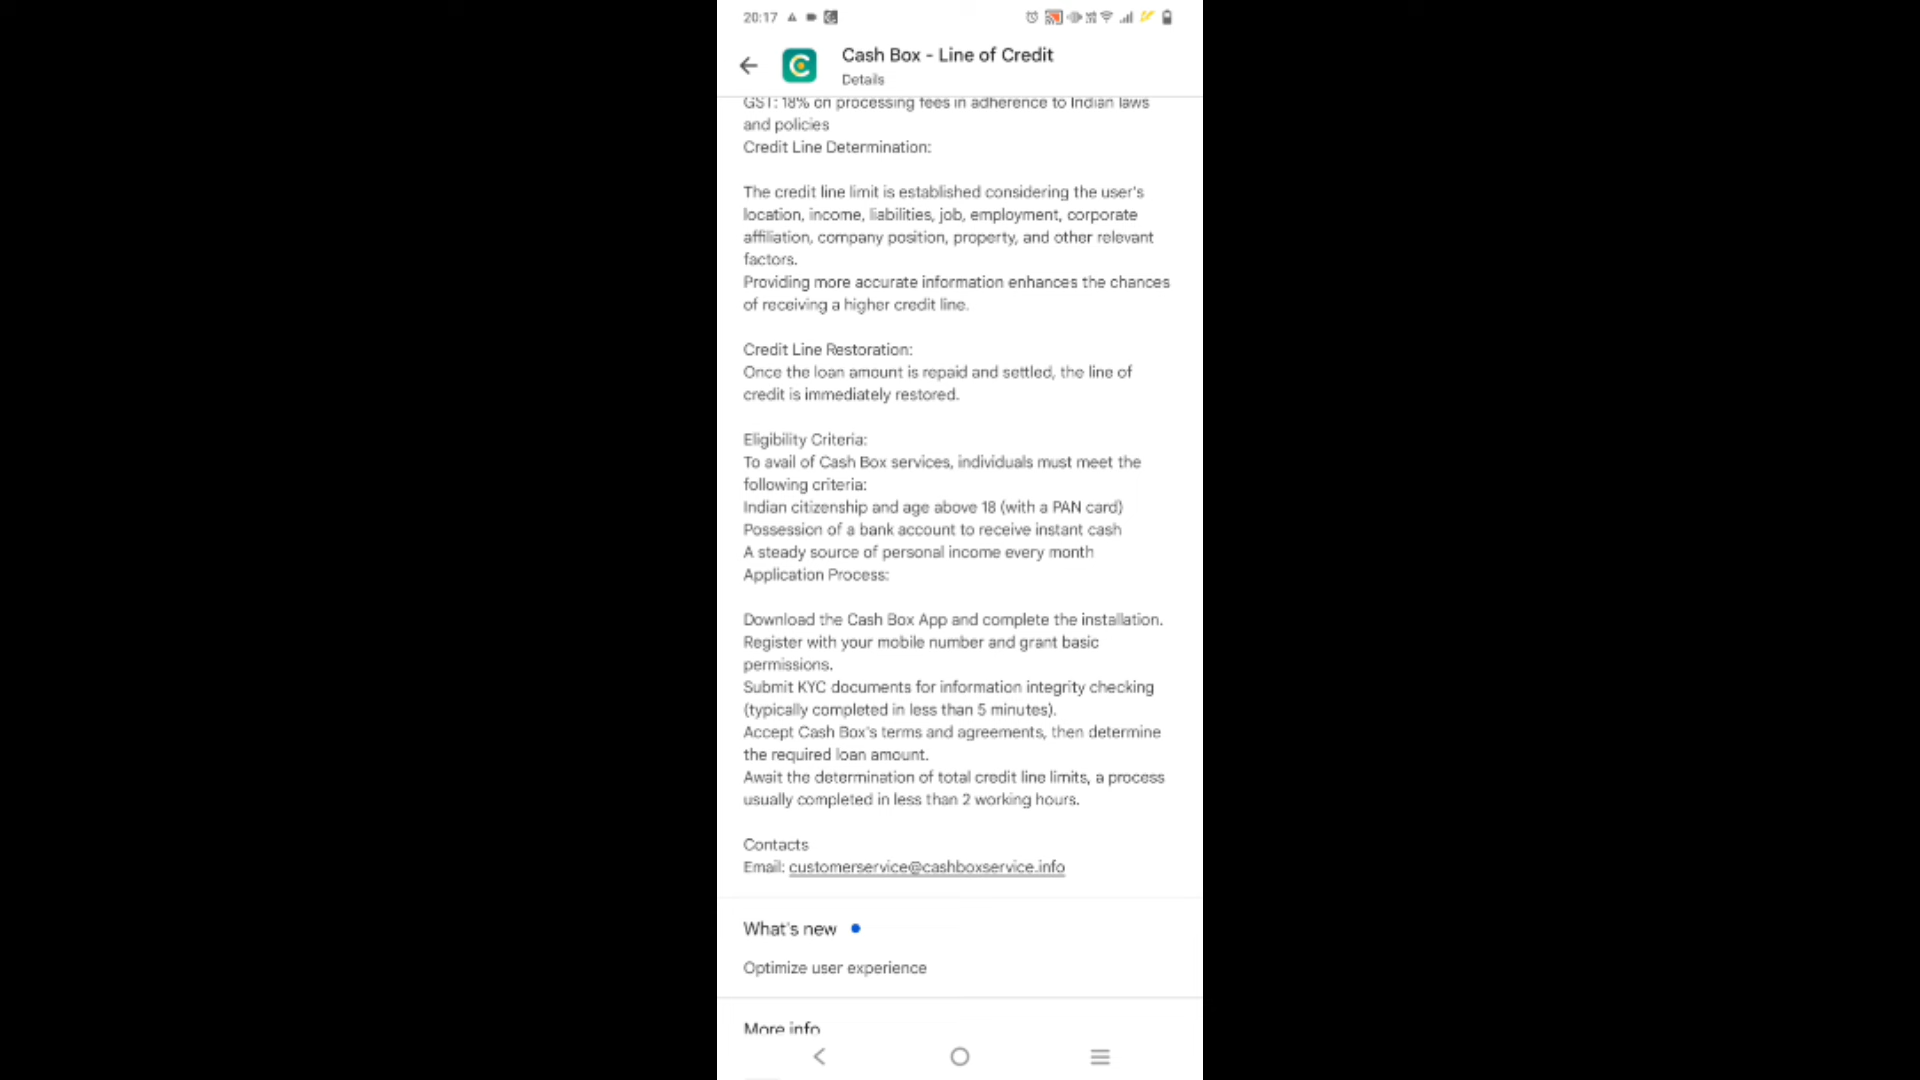 20:17
Cash Box - Line of Credit
Details
GST: 18% on processing fees in adherence to Indian laws
and policies
Credit Line Determination:
The credit line limit is established considering the user's
location, income, liabilities, job, employment, corporate
affiliation, company position, property, and other relevant
factors.
Providing more accurate information enhances the chances
of receiving a higher credit line.
Credit Line Restoration:
Once the loan amount is repaid and settled, the line of
credit is immediately restored.
Eligibility Criteria:
To avail of Cash Box services, individuals must meet the
following criteria:
Indian citizenship and age above 18 (with a PAN card)
Possession of a bank account to receive instant cash
A steady source of personal income every month
Application Process:
Download the Cash Box App and complete the installation.
Register with your mobile number and grant basic
permissions.
Submit KYC documents for information integrity checking
(typically completed in less than 5 minutes).
Accept Cash Box's terms and agreements, then determine
the required loan amount.
Await the determination of total credit line limits, a process
usually completed in less than 2 working hours.
Contacts
Email: customerservice@cashboxservice.info
What's new
Optimize user experience
More info